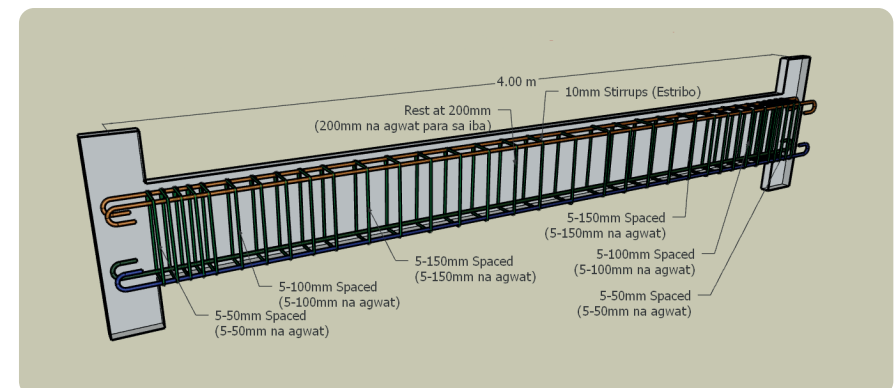 4.00 m
10mm Stirrups (Estribo)
Rest at 200mm
(200mm na agwat para sa iba)
5-150mm Spaced
(5-150mm na agwat)
5-100mm Spaced
(5-100mm na agwat)
5-50mm Spaced
(5-50mm na agwat)
5-150mm Spaced
(5-150mm na agwat)
5-100mm Spaced
(5-100mm na agwat)
5-50mm Spaced
(5-50mm na agwat)